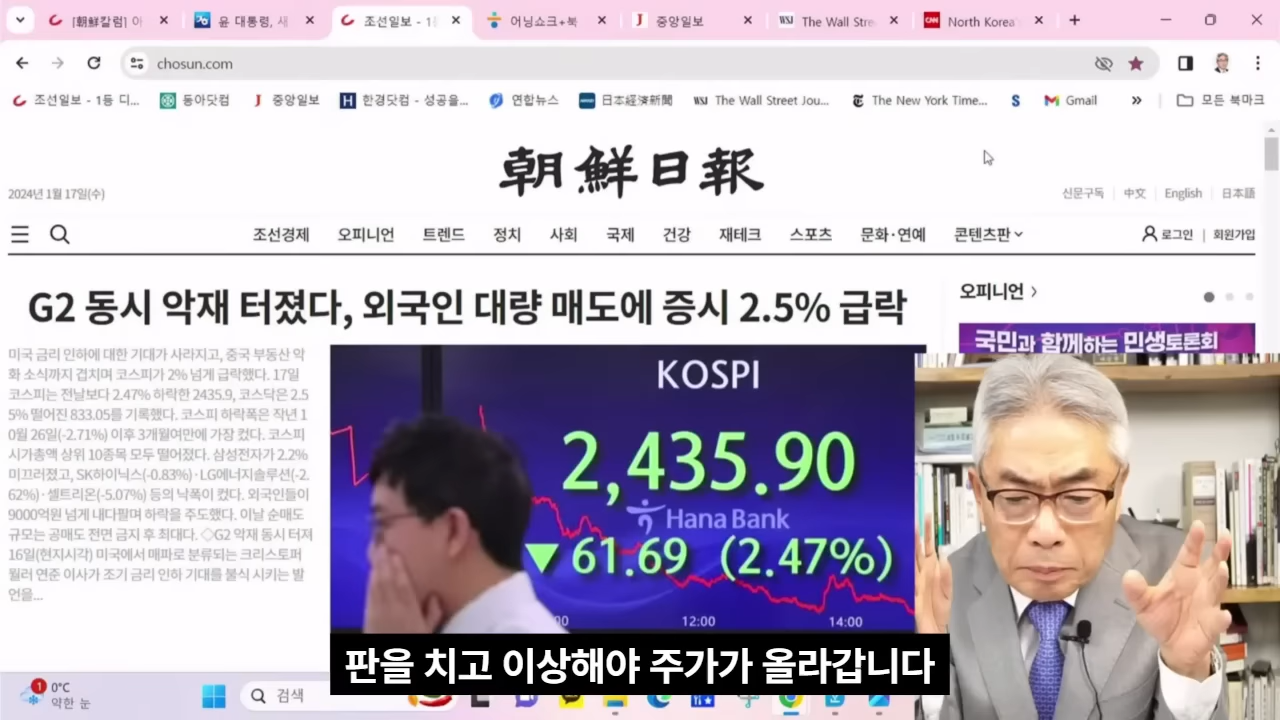 [朝鮮칼럼] 아
윤 대통령, 새
조선일보 - 1등
어닝쇼크+북
중앙일보
The Wall Stre
North Korea'
chosun.com
조선일보 - 1등 디...
동아닷컴
중앙일보
한경닷컴 - 성공을...
연합뉴스
日本経済新聞
The Wall Street Jou...
The New York Time...
Gmail
모든 북마크
朝鮮日報
2024년 1월 17일(수)
신문구독 | 中文 | English | 日本語
조선경제 오피니언 트렌드 정치 사회 국제 건강 재테크 스포츠 문화·연예 콘텐츠판
로그인 | 회원가입
G2 동시 악재 터졌다, 외국인 대량 매도에 증시 2.5% 급락
오피니언
국민과 함께하는 민생토론회
미국 금리 인하에 대한 기대가 사라지고, 중국 부동산 악
화 소식까지 겹치며 코스피가 2% 넘게 급락했다. 17일
코스피는 전날보다 2.47% 하락한 2435.9, 코스닥은 2.5
5% 떨어진 833.05를 기록했다. 코스피 하락폭은 작년 1
0월 26일(-2.71%) 이후 3개월여만에 가장 컸다. 코스피
시가총액 상위 10종목 모두 떨어졌다. 삼성전자가 2.2%
미끄러졌고, SK하이닉스(-0.83%)·LG에너지솔루션(-2.
62%)·셀트리온(-5.07%) 등의 낙폭이 컸다. 외국인들이
9000억원 넘게 내다팔며 하락을 주도했다. 이날 순매도
규모는 공매도 전면 금지 후 최대다. ◇G2 악재 동시 터져
16일(현지시각) 미국에서 매파로 분류되는 크리스토퍼
월러 연준 이사가 조기 금리 인하 기대를 불식 시키는 발
언을...
KOSPI
2,435.90
Hana Bank
▼61.69 (2.47%)
12:00
14:00
판을 치고 이상해야 주가가 올라갑니다
1
0°C
약한 눈
검색